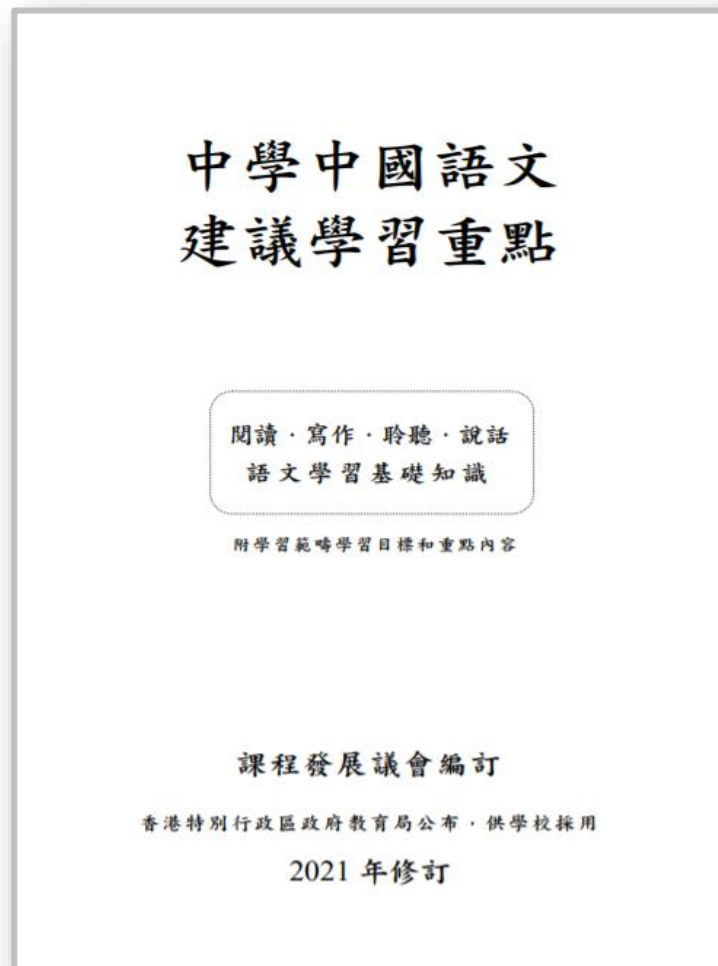 中學中國語文
建議學習重點
閱讀．寫作．聆聽．說話
語文學習基礎知識
附學習範疇學習目標和重點內容
課程發展議會編訂
香港特別行政區政府教育局公布．供學校採用
2021 年修訂